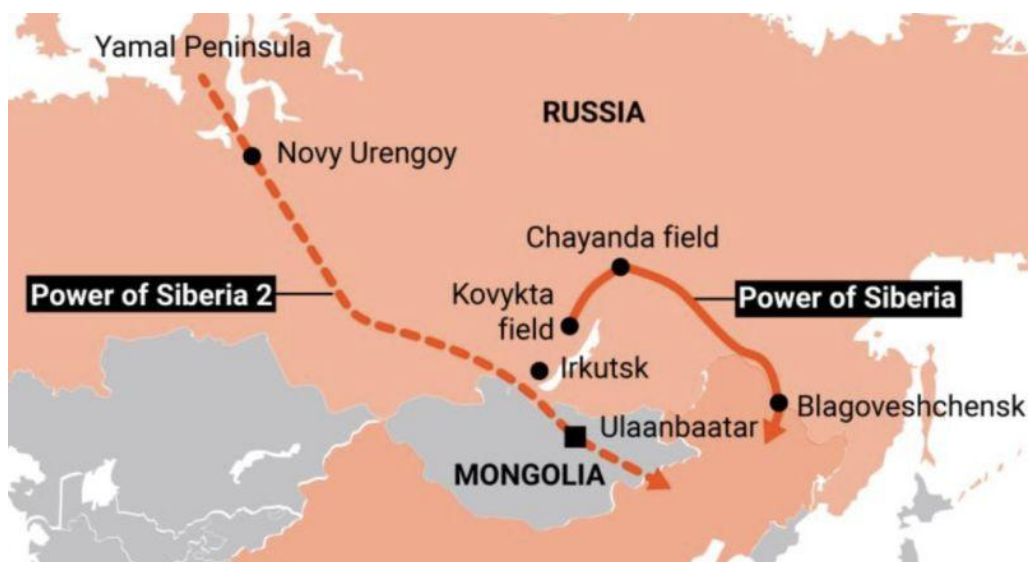 Yamal Peninsula
RUSSIA
Novy Urengoy
Chayanda field
Power of Siberia 2
Kovykta
field
Power of Siberia
Irkutsk
Blagoveshchensk
Ulaanbaatar
MONGOLIA